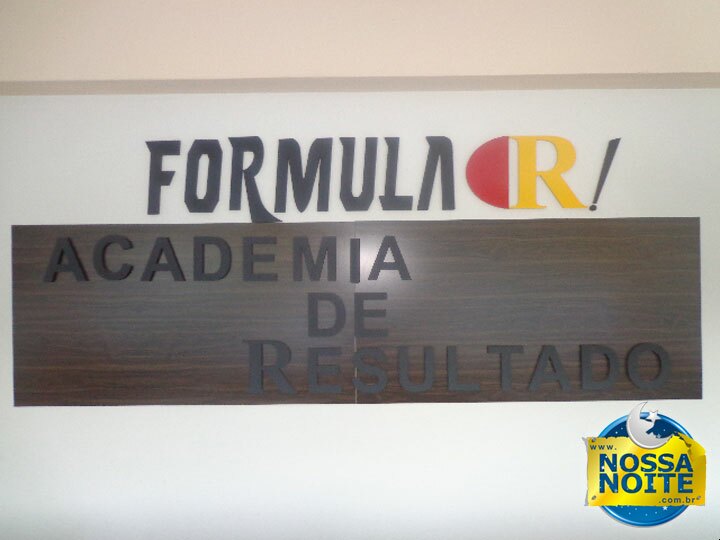 FORMULA R!
ACADEMIA
DE
RESULTADO
www.
NOSSA
NOITE
.com.br